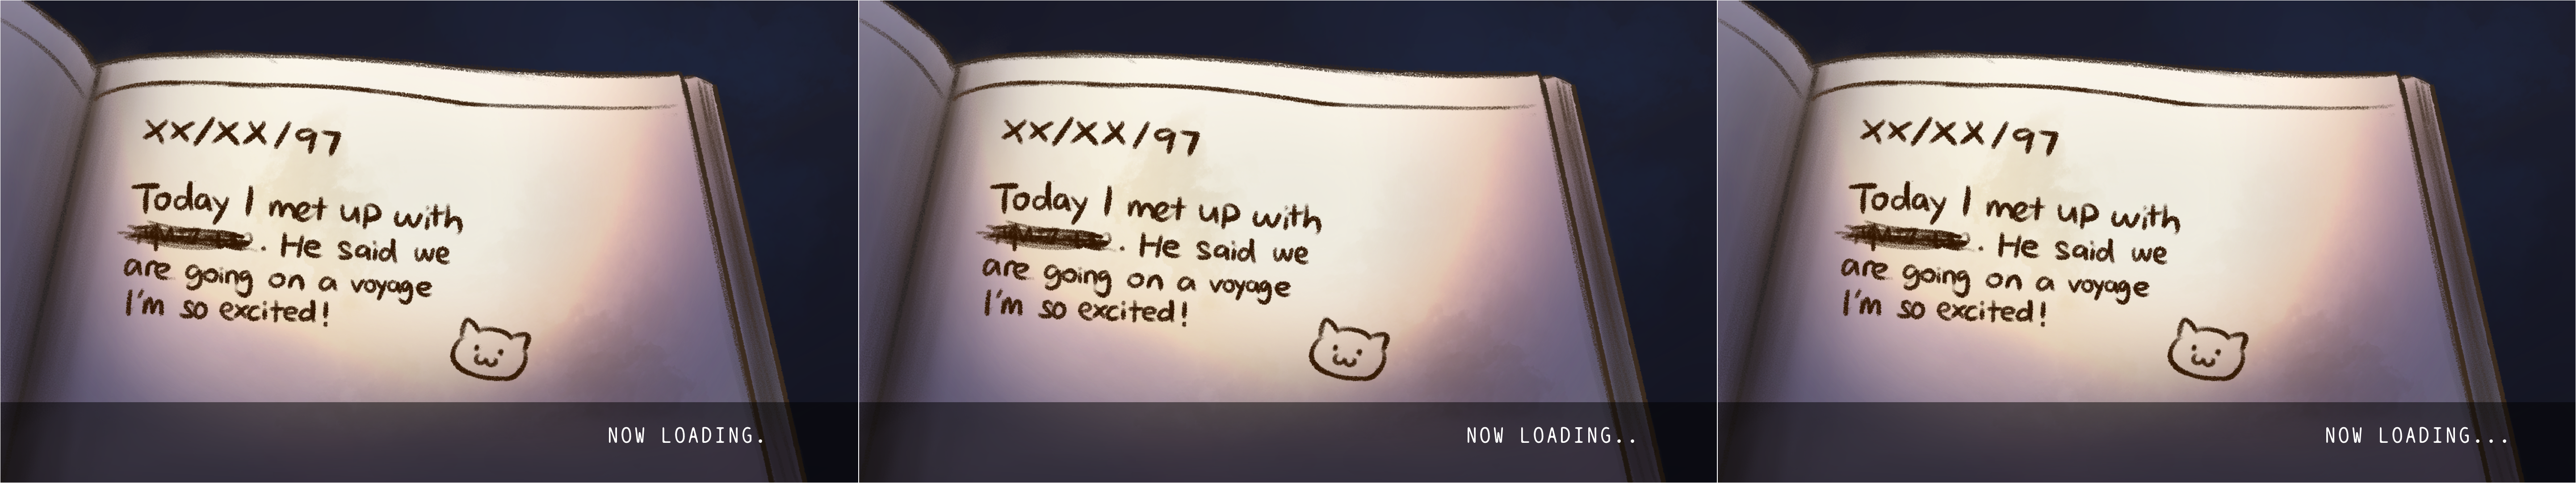 XX/XX/97
Today I met up with
. He said we
are going on a voyage
I'm so excited!
NOW LOADING.
XX/XX/97
Today I met up with
. He said we
are going on a voyage
I'm so excited!
NOW LOADING..
XX/XX/97
Today I met up with
. He said we
are going on a voyage
I'm so excited!
NOW LOADING...